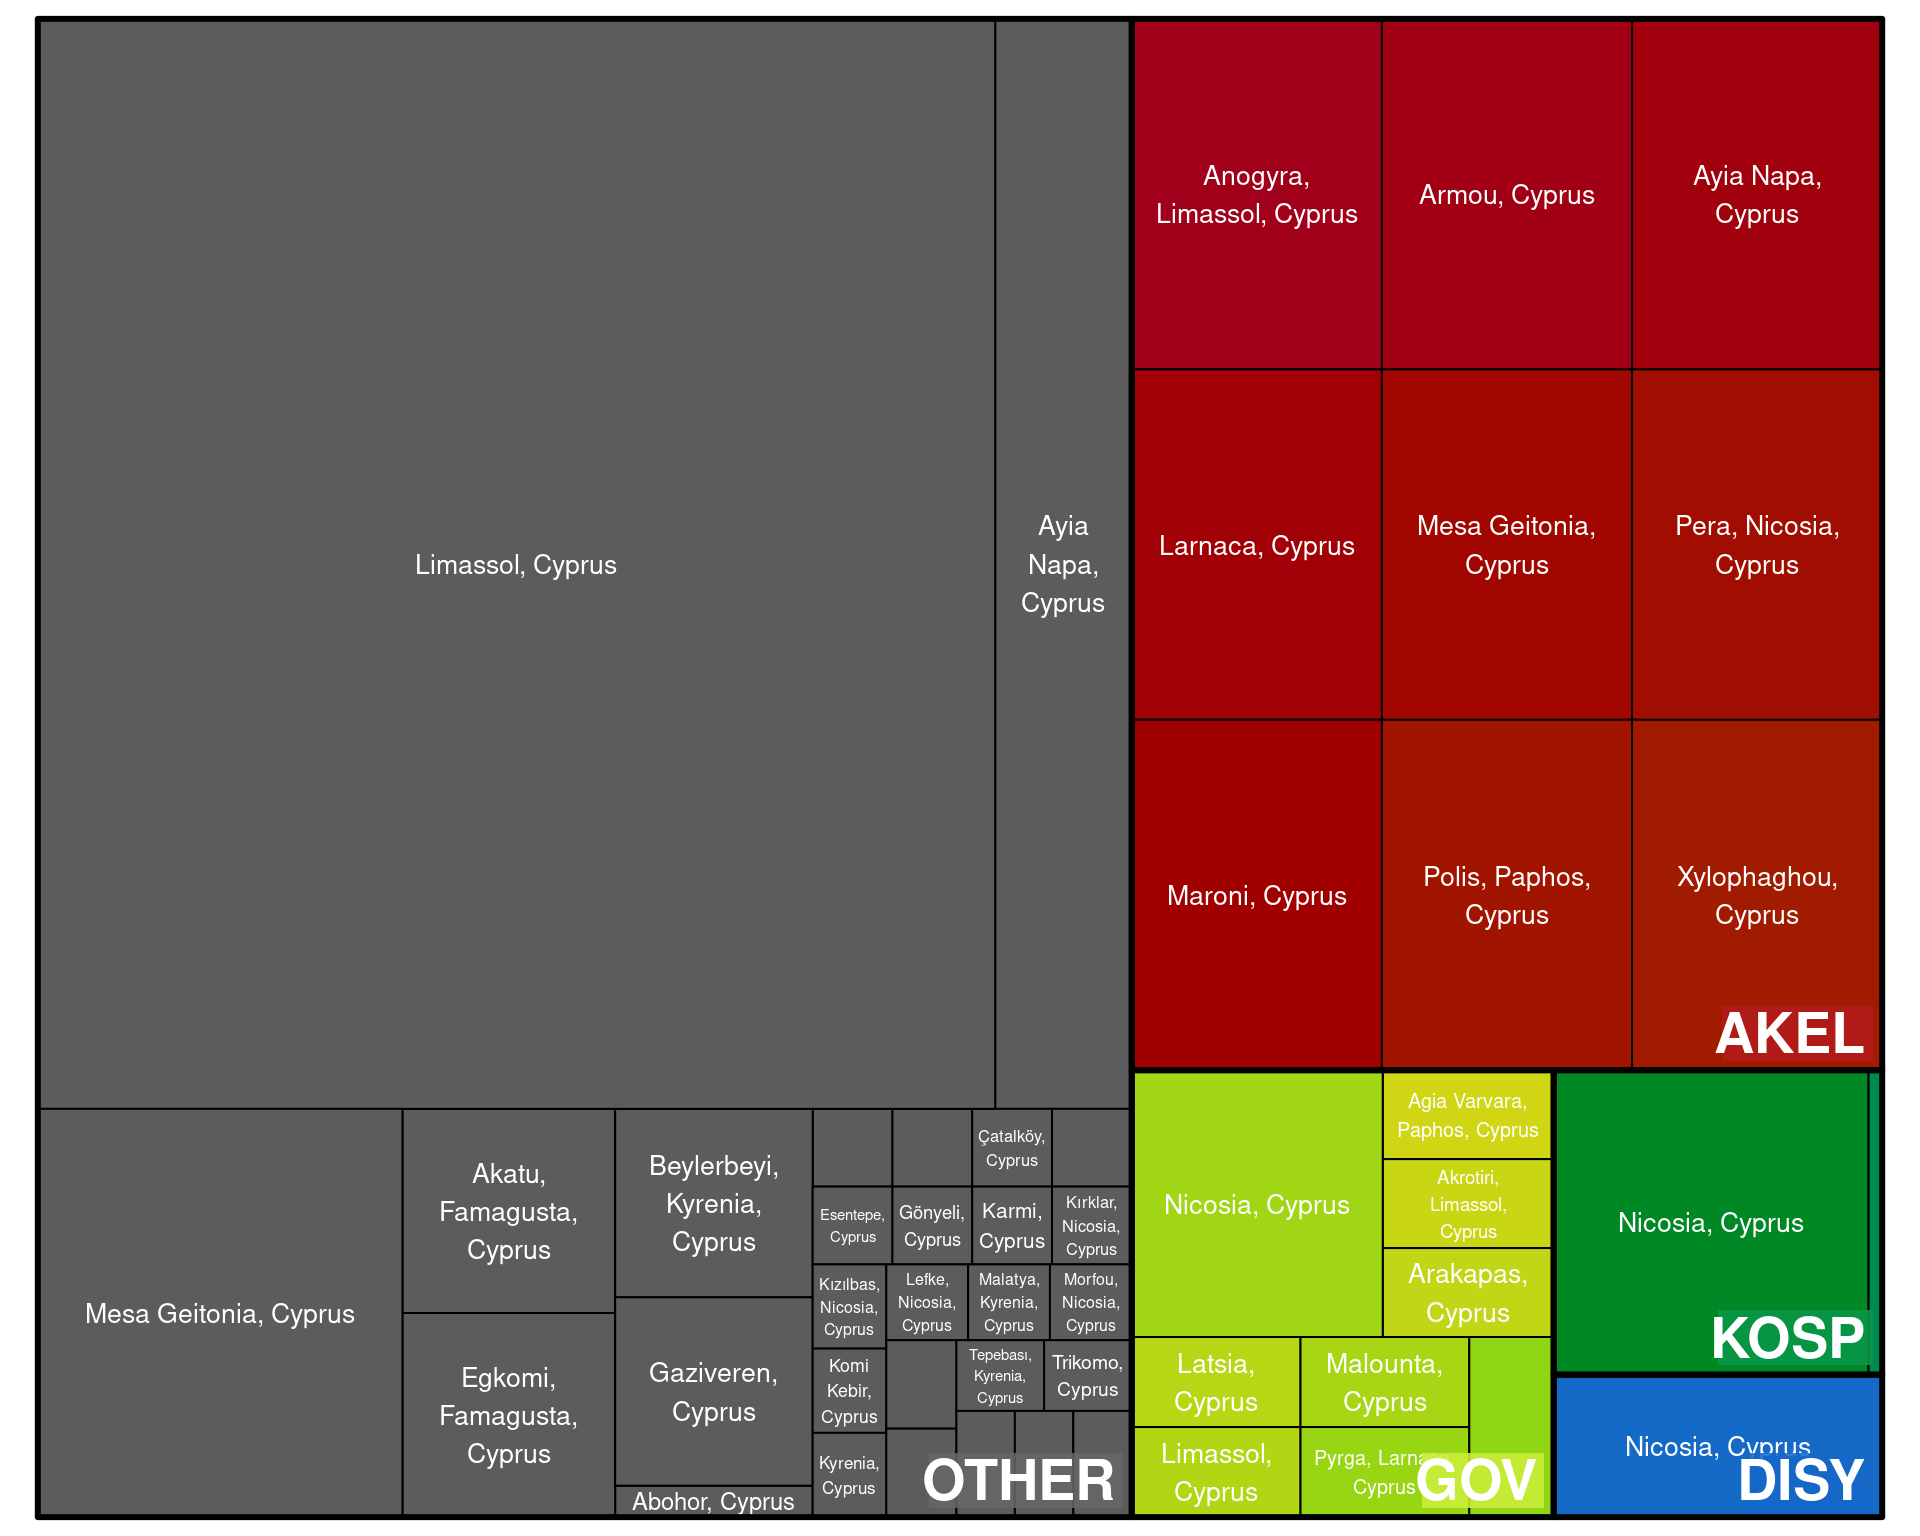 Limassol, Cyprus
Ayia
Napa,
Cyprus
Mesa Geitonia, Cyprus
Akatu,
Famagusta,
Cyprus
Egkomi,
Famagusta,
Cyprus
Beylerbeyi,
Kyrenia,
Cyprus
Gaziveren,
Cyprus
Abohor, Cyprus
Çatalköy,
Cyprus
Esentepe,
Cyprus
Gönyeli,
Cyprus
Karmi,
Cyprus
Kırklar,
Nicosia,
Cyprus
Kızılbas,
Nicosia,
Cyprus
Lefke,
Nicosia,
Cyprus
Malatya,
Kyrenia,
Cyprus
Morfou,
Nicosia,
Cyprus
Komi
Kebir,
Cyprus
Tepebası,
Kyrenia,
Cyprus
Trikomo,
Cyprus
Kyrenia,
Cyprus
OTHER
Anogyra,
Limassol, Cyprus
Armou, Cyprus
Ayia Napa,
Cyprus
Larnaca, Cyprus
Mesa Geitonia,
Cyprus
Pera, Nicosia,
Cyprus
Maroni, Cyprus
Polis, Paphos,
Cyprus
Xylophaghou,
Cyprus
AKEL
Nicosia, Cyprus
Agia Varvara,
Paphos, Cyprus
Akrotiri,
Limassol,
Cyprus
Arakapas,
Cyprus
Latsia,
Cyprus
Malounta,
Cyprus
Limassol,
Cyprus
Pyrga, Larnaca,
Cyprus
GOV
Nicosia, Cyprus
KOSP
Nicosia, Cyprus
DISY